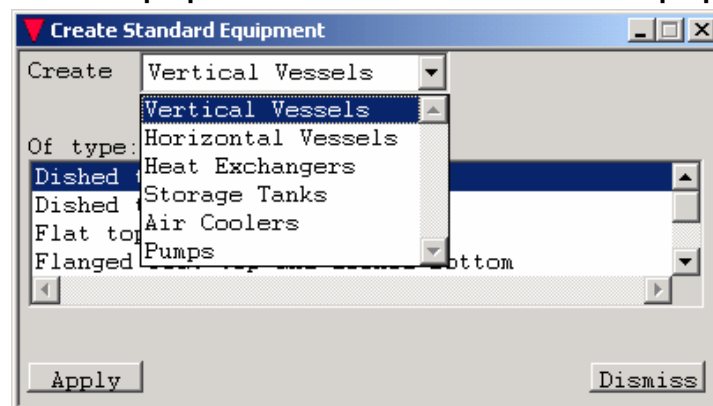 Create Standard Equipment
Create Vertical Vessels
Vertical Vessels
Horizontal Vessels
Of type:
Heat Exchangers
Dished
Storage Tanks
Dished
Air Coolers
Flat top
Pumps
Flanged
Apply Dismiss